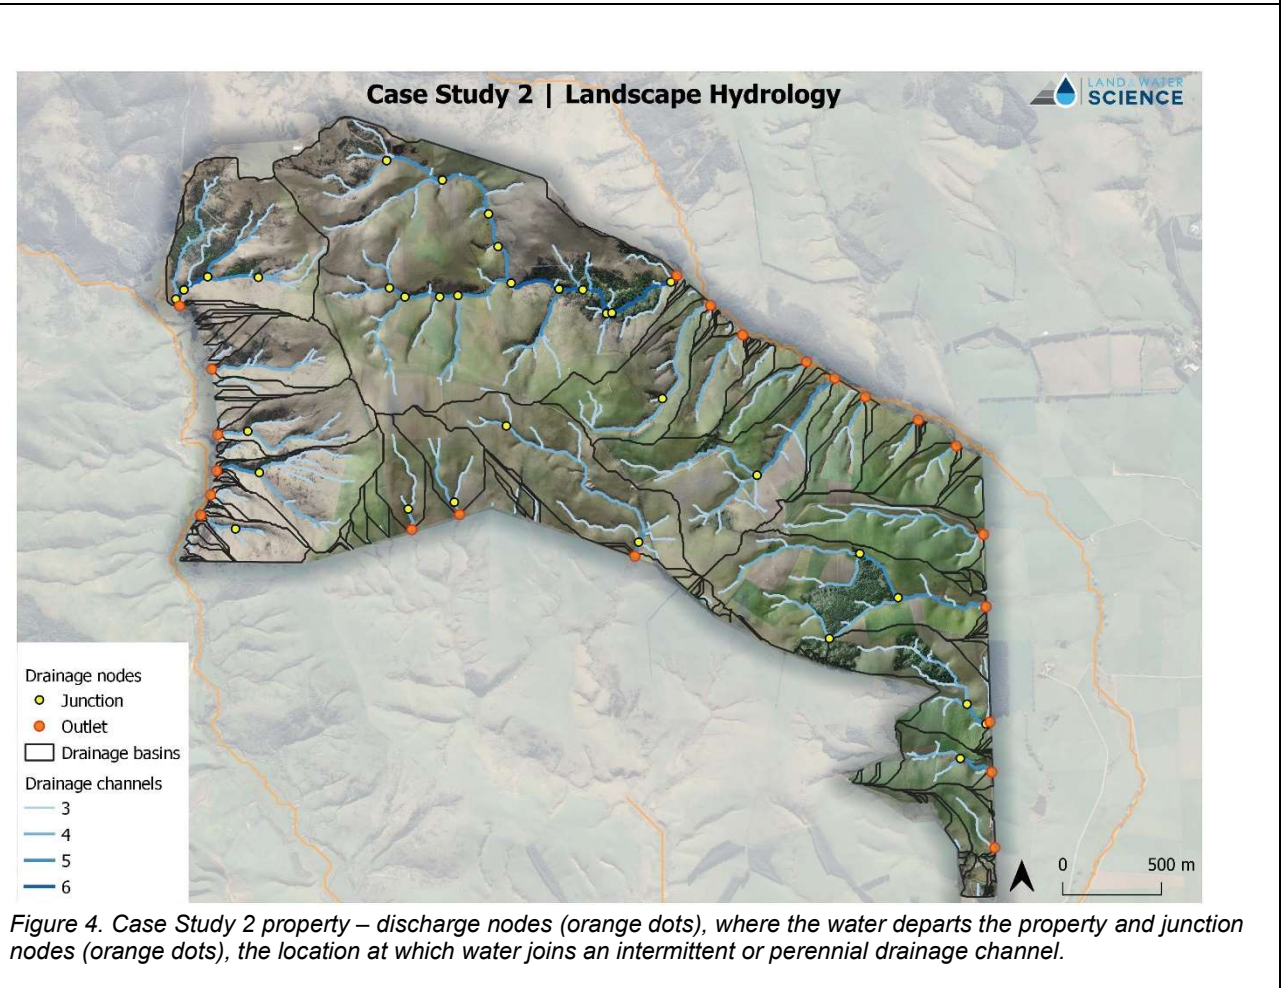 Case Study 2 | Landscape Hydrology
LAND & WATER
SCIENCE
Drainage nodes
Junction
Outlet
Drainage basins
Drainage channels
3
4
5
6
0 500 m
Figure 4. Case Study 2 property – discharge nodes (orange dots), where the water departs the property and junction
nodes (orange dots), the location at which water joins an intermittent or perennial drainage channel.